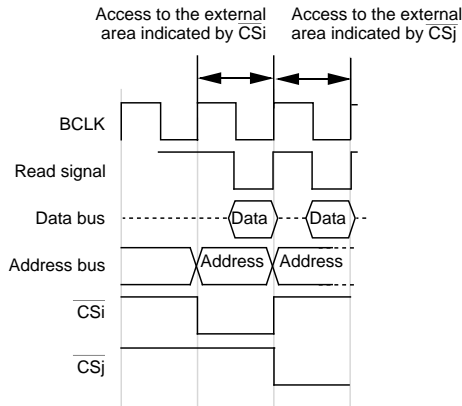 Access to the external
area indicated by CSi
Access to the external
area indicated by CSj
BCLK
Read signal
Data bus
Data
Data
Address bus
Address
Address
CSi
CSj